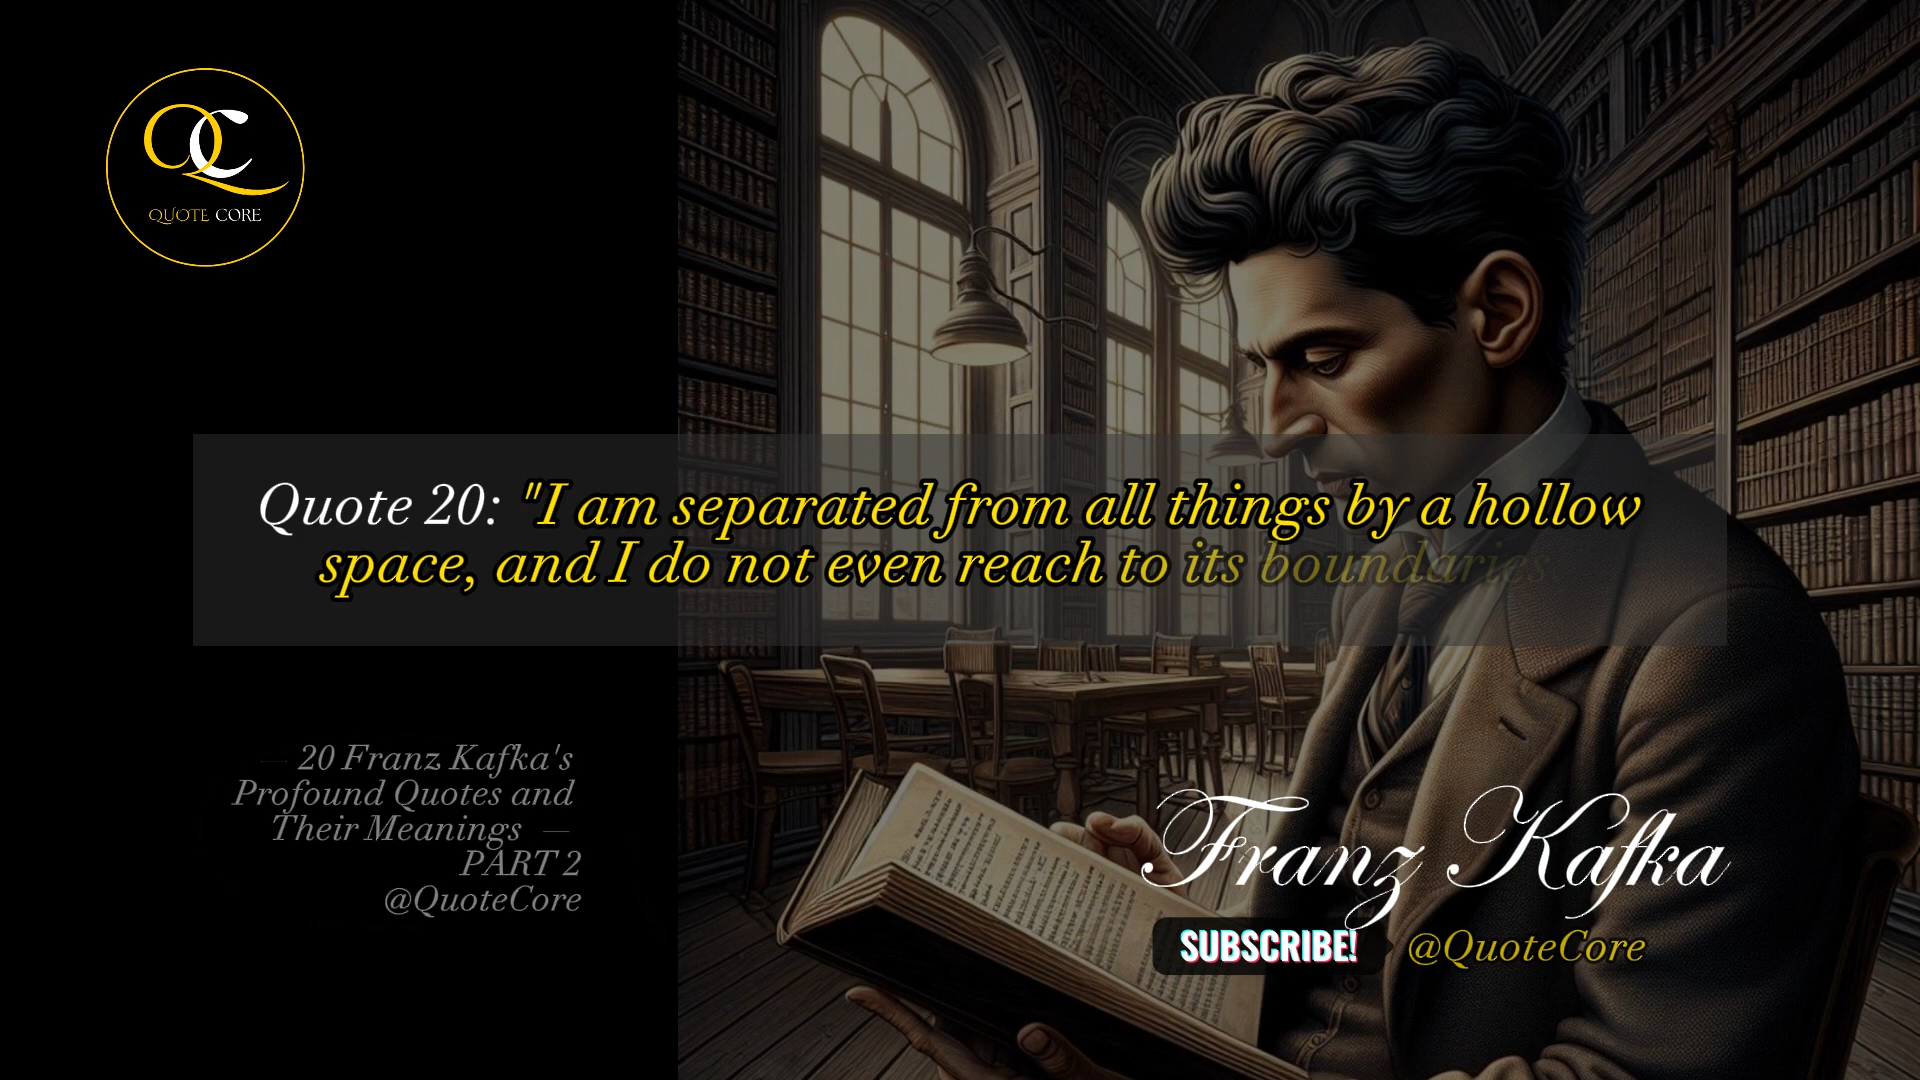 QC
QUOTE CORE
Quote 20: "I am separated from all things by a hollow
space, and I do not even reach to its boundaries.
— 20 Franz Kafka's
Profound Quotes and
Their Meanings —
PART 2
@QuoteCore
Franz Kafka
SUBSCRIBE!
@QuoteCore